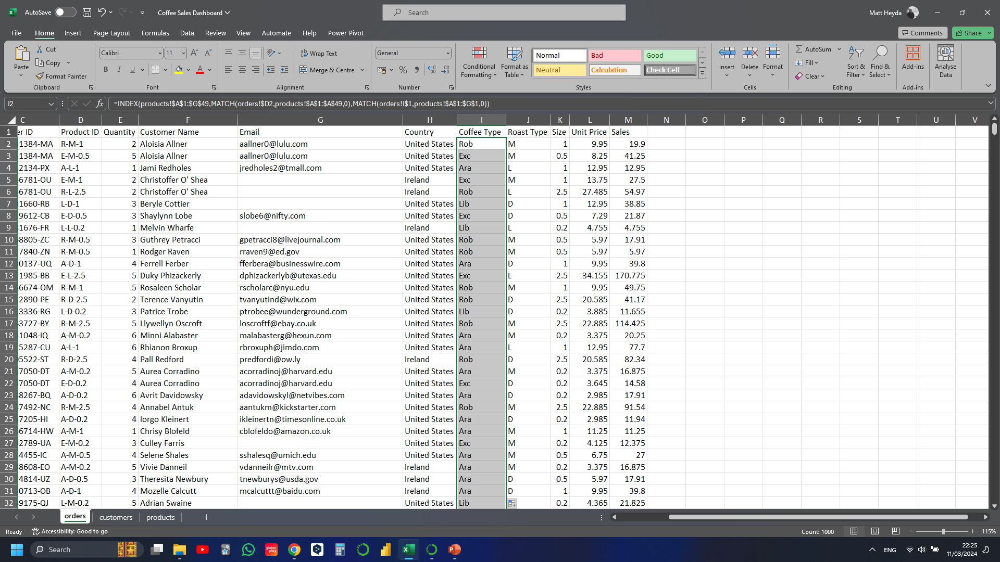 AutoSave Coffee Sales Dashboard Search Matt Heyda
File Home Insert Page Layout Formulas Data Review View Automate Help Power Pivot Comments Share
Paste Cut Copy Format Painter Clipboard
Calibri 11 B I U Font
Wrap Text Merge & Centre Alignment
General % Number
Conditional Formatting Format as Table Normal Bad Good Neutral Calculation Check Cell Styles
Insert Delete Format Cells
AutoSum Fill Clear Sort & Filter Find & Select Editing
Add-ins Add-ins
Analyse Data
I2 fx =INDEX(products!$A$1:$G$49,MATCH(orders!$D2,products!$A$1:$A$49,0),MATCH(orders!I$1,products!$A$1:$G$1,0))
C D E F G H I J K L M N O P Q R S T U V
1 er ID Product ID Quantity Customer Name Email Country Coffee Type Roast Type Size Unit Price Sales
2 51384-MA R-M-1 2 Aloisia Allner aallner0@lulu.com United States Rob M 1 9.95 19.9
3 51384-MA E-M-0.5 5 Aloisia Allner aallner0@lulu.com United States Exc M 0.5 8.25 41.25
4 2134-PX A-L-1 1 Jami Redholes jredholes2@tmall.com United States Ara L 1 12.95 12.95
5 6781-OU E-M-1 2 Christoffer O' Shea Ireland Exc M 1 13.75 27.5
6 6781-OU R-L-2.5 2 Christoffer O' Shea Ireland Rob L 2.5 27.485 54.97
7 1660-RB L-D-1 3 Beryle Cottier United States Lib D 1 12.95 38.85
8 9612-CB E-D-0.5 3 Shaylynn Lobe slobe6@nifty.com United States Exc D 0.5 7.29 21.87
9 1676-FR L-L-0.2 1 Melvin Wharfe Ireland Lib L 0.2 4.755 4.755
10 8805-ZC R-M-0.5 3 Guthrey Petracci gpetracci8@livejournal.com United States Rob M 0.5 5.97 17.91
11 7840-ZN R-M-0.5 1 Rodger Raven rraven9@ed.gov United States Rob M 0.5 5.97 5.97
12 0137-UQ A-D-1 4 Ferrell Ferber fferbera@businesswire.com United States Ara D 1 9.95 39.8
13 1985-BB E-L-2.5 5 Duky Phizackerly dphizackerlyb@utexas.edu United States Exc L 2.5 34.155 170.775
14 6674-OM R-M-1 5 Rosaleen Scholar rscholarc@nyu.edu United States Rob M 1 9.95 49.75
15 2890-PE R-D-2.5 2 Terence Vanyutin tvanyutind@wix.com United States Rob D 2.5 20.585 41.17
16 3336-RG L-D-0.2 3 Patrice Trobe ptrobee@wunderground.com United States Lib D 0.2 3.885 11.655
17 3727-BY R-M-2.5 5 Llywellyn Oscroft loscroftf@ebay.co.uk United States Rob M 2.5 22.885 114.425
18 1048-IQ A-M-0.2 6 Minni Alabaster malabasterg@hexun.com United States Ara M 0.2 3.375 20.25
19 5287-CU A-L-1 6 Rhianon Broxup rbroxuph@jimdo.com United States Ara L 1 12.95 77.7
20 5522-ST R-D-2.5 4 Pall Redford predfordi@ow.ly Ireland Rob D 2.5 20.585 82.34
21 7050-DT A-M-0.2 5 Aurea Corradino acorradinoj@harvard.edu United States Ara M 0.2 3.375 16.875
22 7050-DT E-D-0.2 4 Aurea Corradino acorradinoj@harvard.edu United States Exc D 0.2 3.645 14.58
23 8267-BQ A-D-0.2 6 Avrit Davidowsky adavidowskyl@netvibes.com United States Ara D 0.2 2.985 17.91
24 7492-NC R-M-2.5 4 Annabel Antuk aantukm@kickstarter.com United States Rob M 2.5 22.885 91.54
25 7205-HI A-D-0.2 4 Iorgo Kleinert ikleinertn@timesonline.co.uk United States Ara D 0.2 2.985 11.94
26 6714-HW A-M-1 1 Chrisy Blofeld cblofeldo@amazon.co.uk United States Ara M 1 11.25 11.25
27 2789-UA E-M-0.2 3 Culley Farris United States Exc M 0.2 4.125 12.375
28 4455-IC A-M-0.5 4 Selene Shales sshalesq@umich.edu United States Ara M 0.5 6.75 27
29 8608-EO A-M-0.2 5 Vivie Danneil vdanneilr@mtv.com Ireland Ara M 0.2 3.375 16.875
30 4814-UZ A-D-0.5 3 Theresita Newbury tnewburys@usda.gov Ireland Ara D 0.5 5.97 17.91
31 0713-OB A-D-1 4 Mozelle Calcutt mcalcuttt@baidu.com Ireland Ara D 1 9.95 39.8
32 9175-QJ L-M-0.2 5 Adrian Swaine United States Lib 0.2 4.365 21.825
orders customers products
Ready Accessibility: Good to go Count: 1000 115%
Search globo play ENG 22:25
11/03/2024